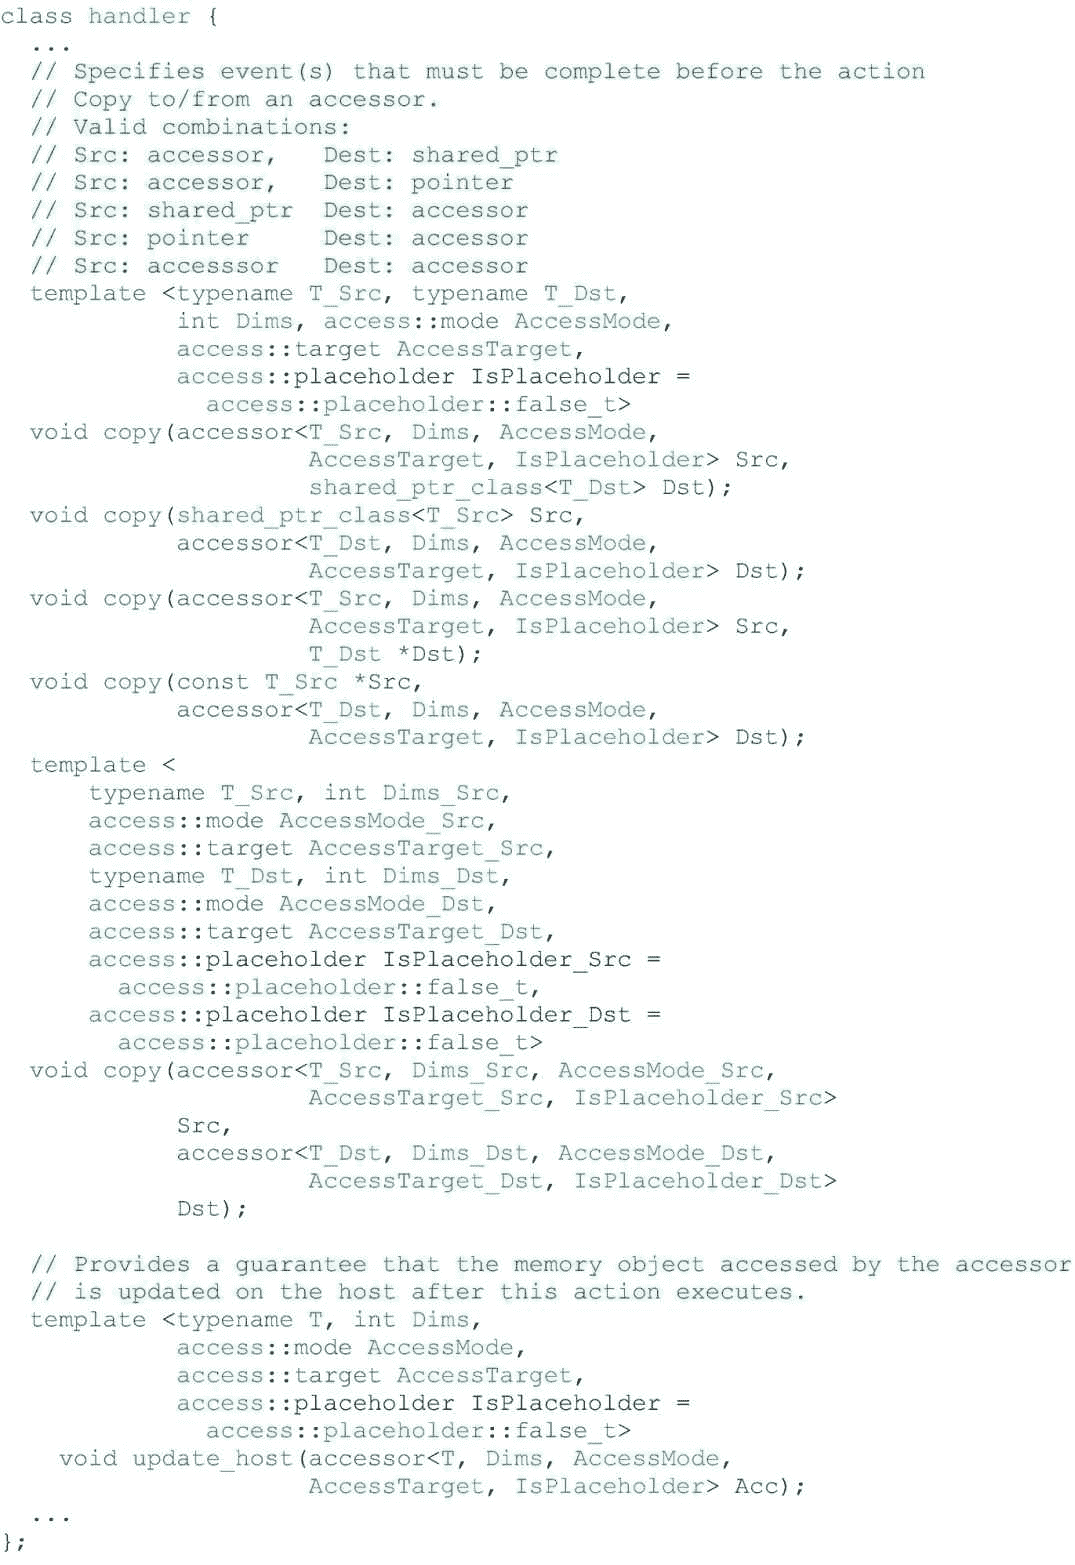 class handler {
  ...
  // Specifies event(s) that must be complete before the action
  // Copy to/from an accessor.
  // Valid combinations:
  // Src: accessor,   Dest: shared_ptr
  // Src: accessor,   Dest: pointer
  // Src: shared_ptr  Dest: accessor
  // Src: pointer     Dest: accessor
  // Src: accesssor   Dest: accessor
  template <typename T_Src, typename T_Dst,
            int Dims, access::mode AccessMode,
            access::target AccessTarget,
            access::placeholder IsPlaceholder =
              access::placeholder::false_t>
  void copy(accessor<T_Src, Dims, AccessMode,
                     AccessTarget, IsPlaceholder> Src,
                     shared_ptr_class<T_Dst> Dst);
  void copy(shared_ptr_class<T_Src> Src,
            accessor<T_Dst, Dims, AccessMode,
                     AccessTarget, IsPlaceholder> Dst);
  void copy(accessor<T_Src, Dims, AccessMode,
                     AccessTarget, IsPlaceholder> Src,
                     T_Dst *Dst);
  void copy(const T_Src *Src,
            accessor<T_Dst, Dims, AccessMode,
                     AccessTarget, IsPlaceholder> Dst);
  template <
      typename T_Src, int Dims_Src,
      access::mode AccessMode_Src,
      access::target AccessTarget_Src,
      typename T_Dst, int Dims_Dst,
      access::mode AccessMode_Dst,
      access::target AccessTarget_Dst,
      access::placeholder IsPlaceholder_Src =
        access::placeholder::false_t,
      access::placeholder IsPlaceholder_Dst =
        access::placeholder::false_t>
  void copy(accessor<T_Src, Dims_Src, AccessMode_Src,
                     AccessTarget_Src, IsPlaceholder_Src>
            Src,
            accessor<T_Dst, Dims_Dst, AccessMode_Dst,
                     AccessTarget_Dst, IsPlaceholder_Dst>
            Dst);

  // Provides a guarantee that the memory object accessed by the accessor
  // is updated on the host after this action executes.
  template <typename T, int Dims,
            access::mode AccessMode,
            access::target AccessTarget,
            access::placeholder IsPlaceholder =
              access::placeholder::false_t>
    void update_host(accessor<T, Dims, AccessMode,
                     AccessTarget, IsPlaceholder> Acc);
  ...
};